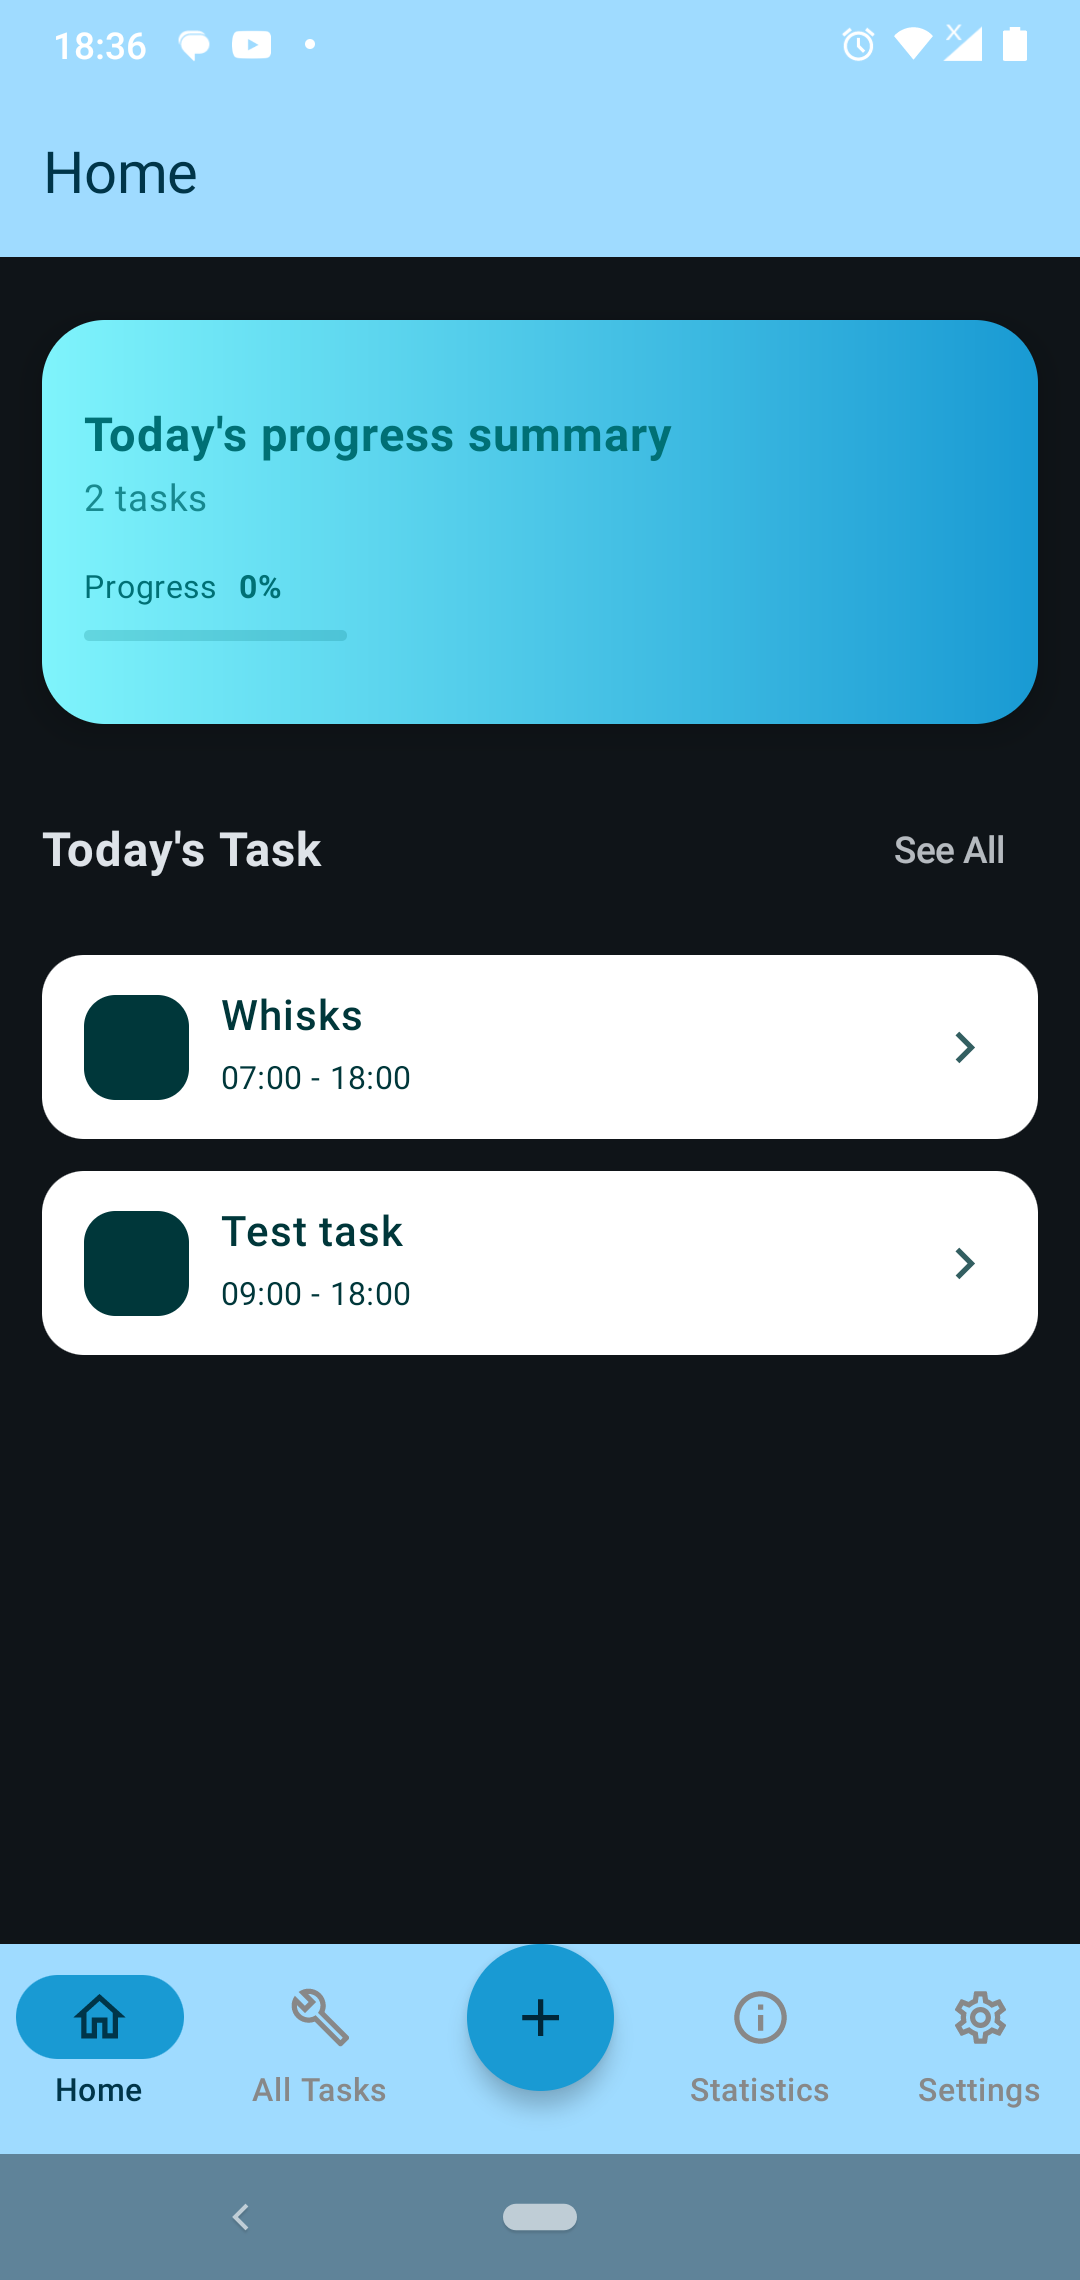 18:36
Home
Today's progress summary
2 tasks
Progress 0%
Today's Task
See All
Whisks
07:00 - 18:00
Test task
09:00 - 18:00
Home
All Tasks
Statistics
Settings